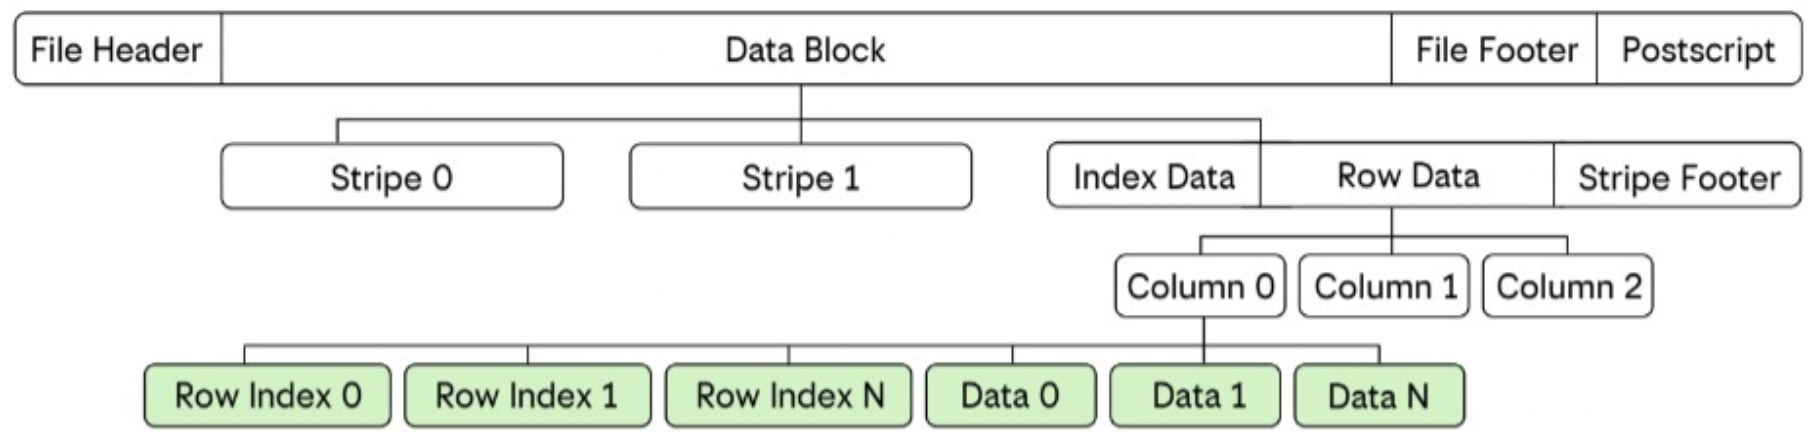 File Header Data Block File Footer Postscript
Stripe 0 Stripe 1 Index Data Row Data Stripe Footer
Column 0 Column 1 Column 2
Row Index 0 Row Index 1 Row Index N Data 0 Data 1 Data N